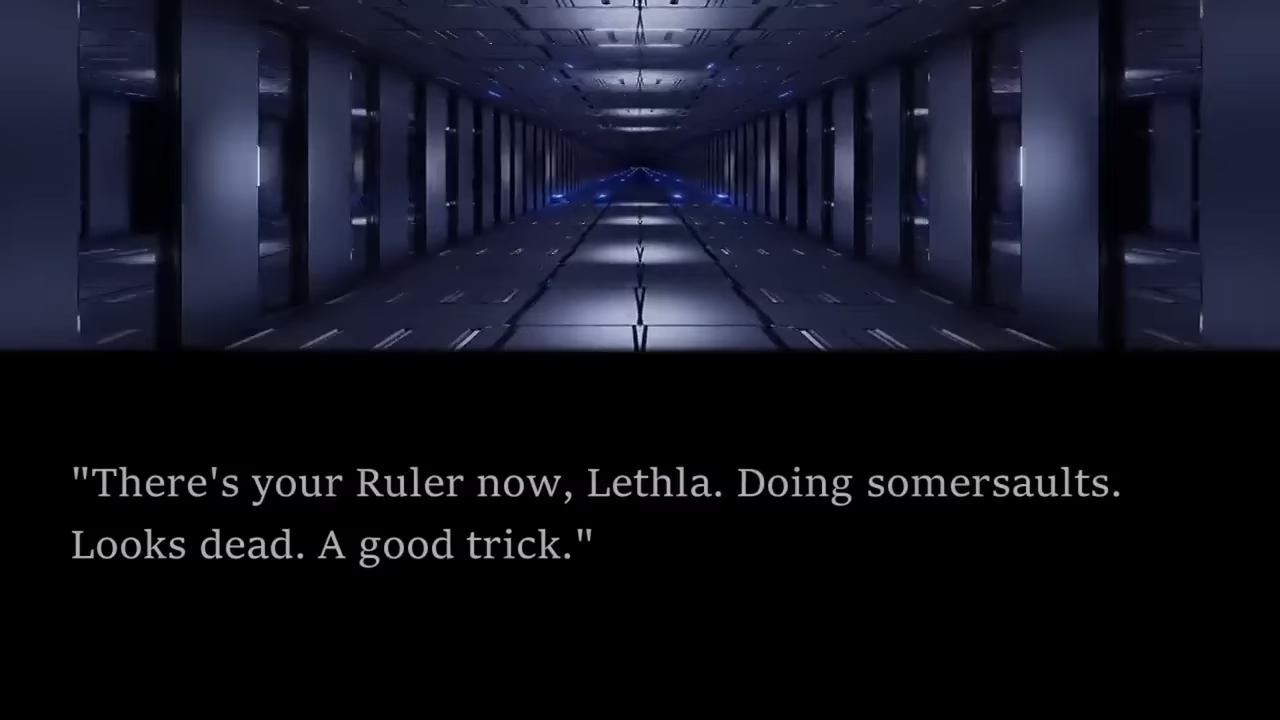 "There's your Ruler now, Lethla. Doing somersaults.
Looks dead. A good trick."